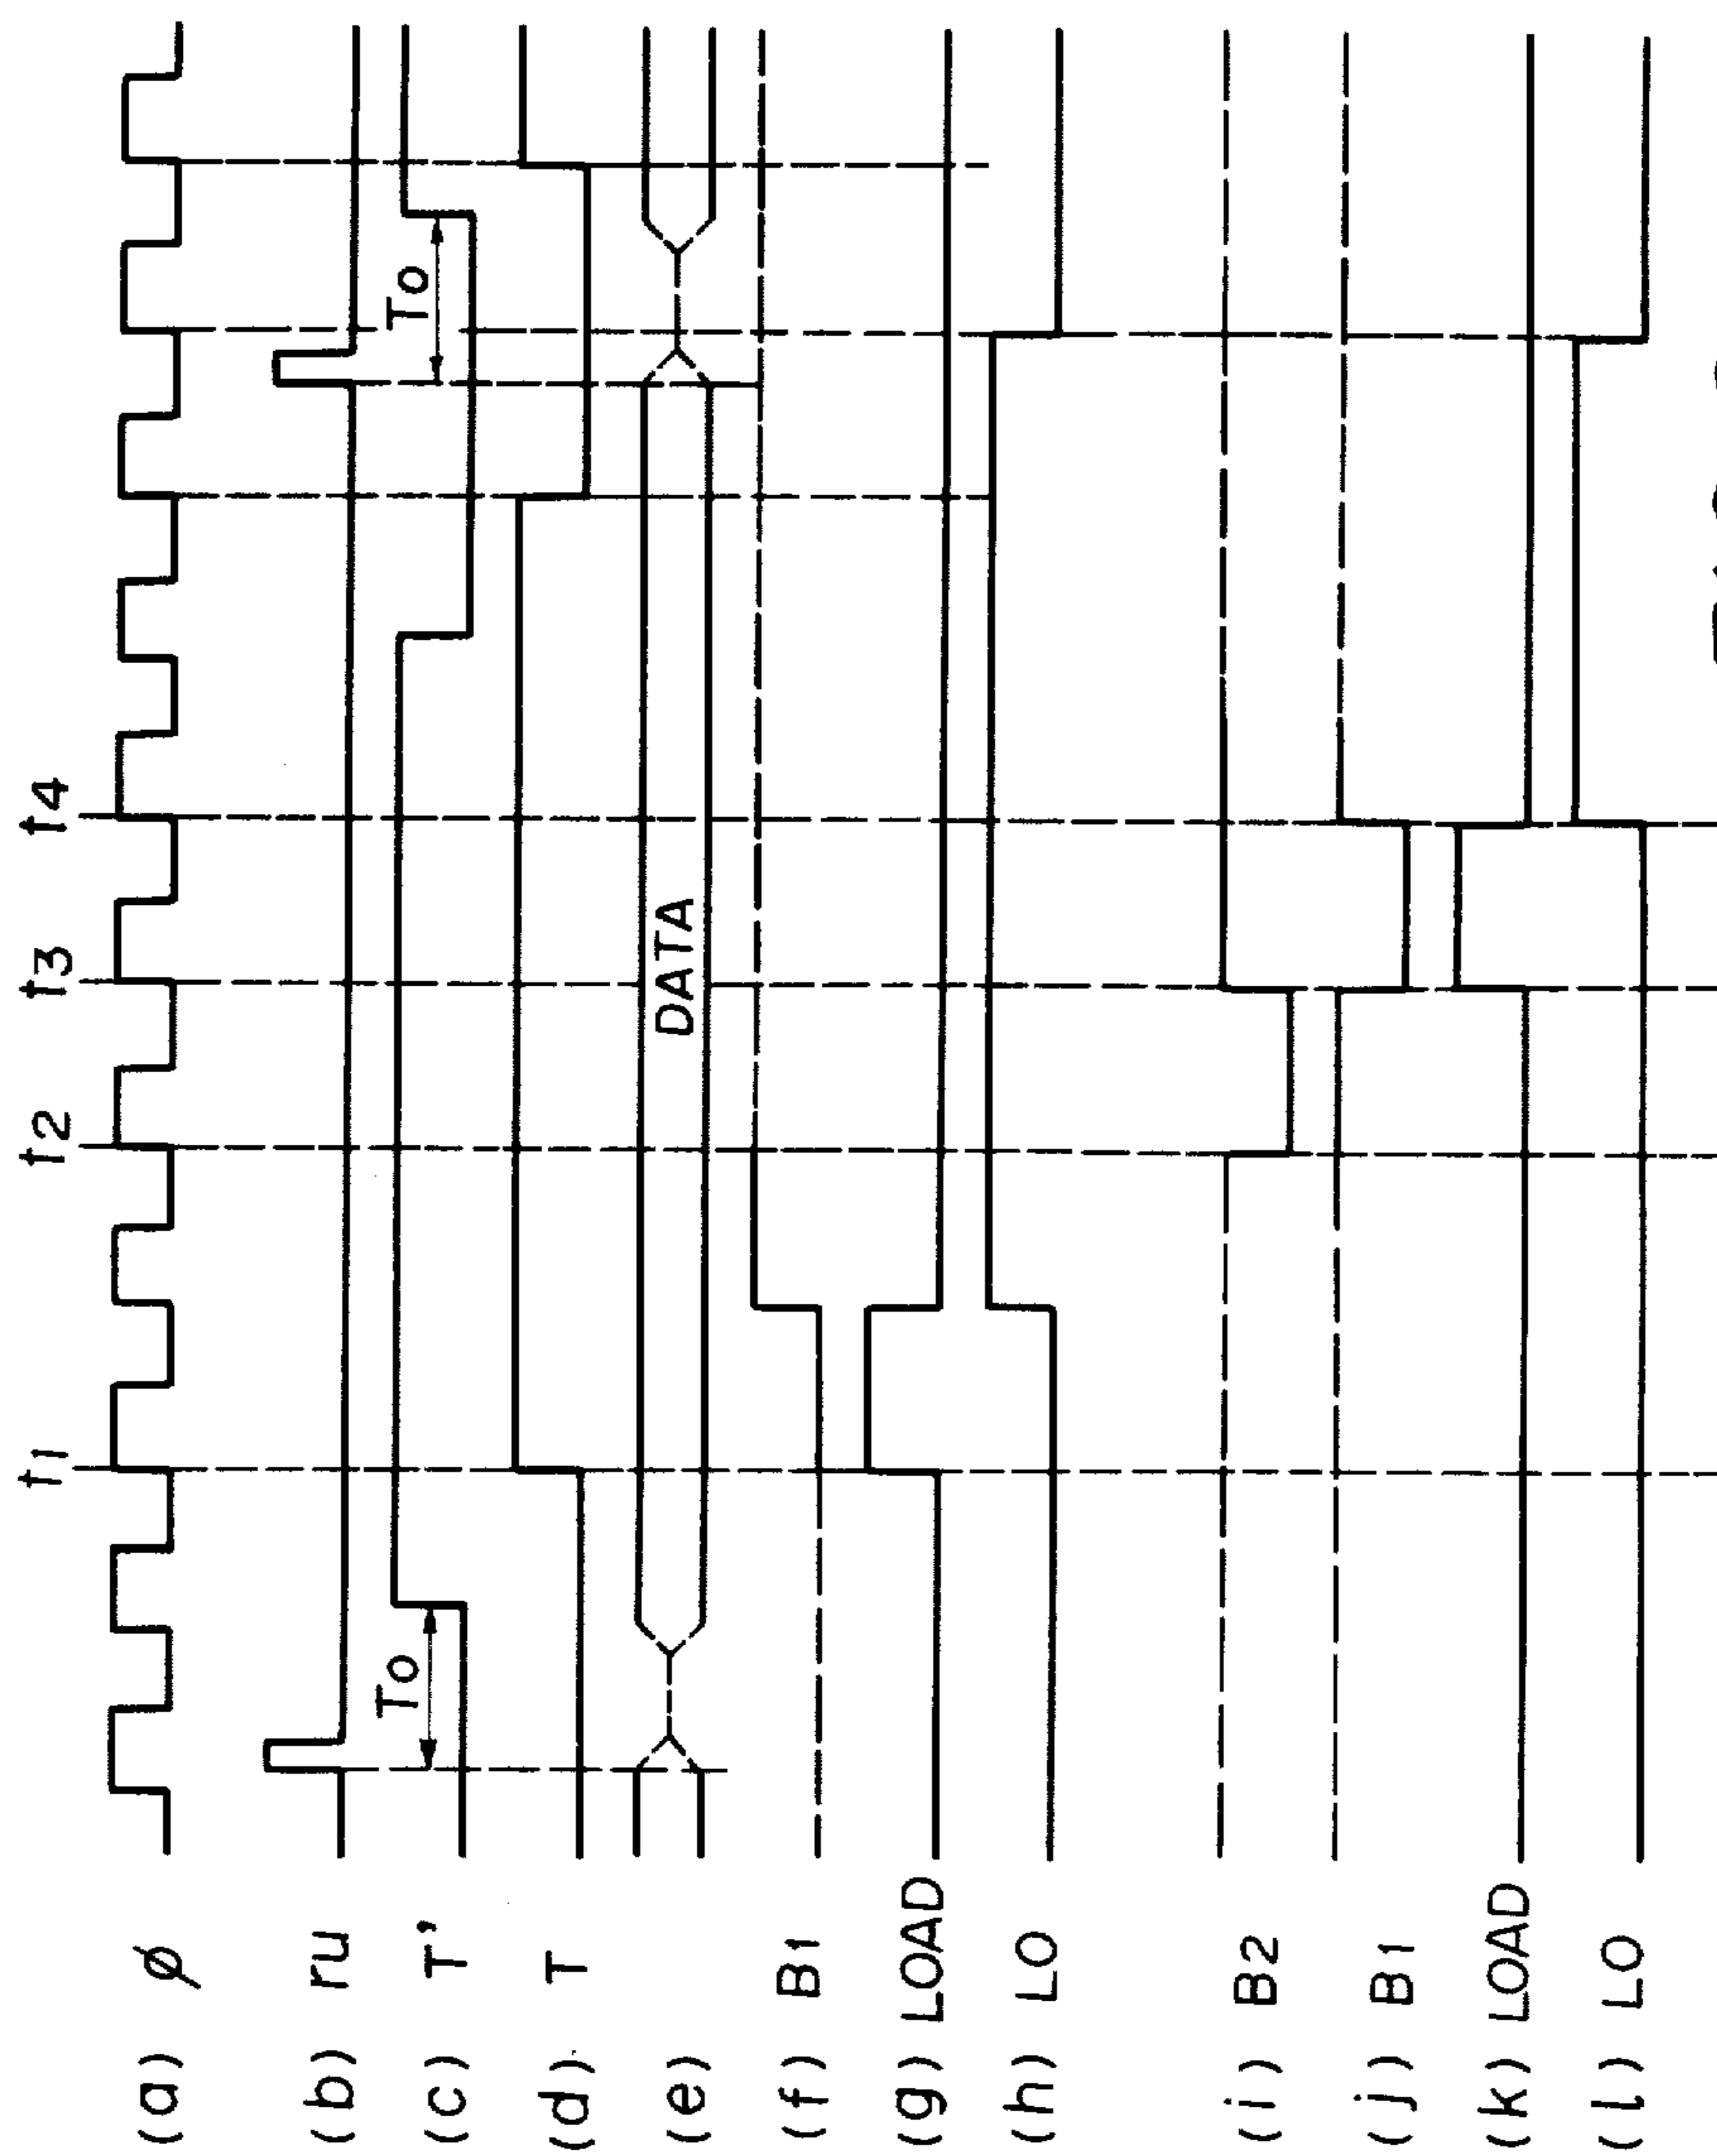 t1 t2 t3 t4
(a) ø
(b) ru
(c) T'
To To
(d) T
(e) DATA
(f) B1
(g) LOAD
(h) LO
(i) B2
(j) B1
(k) LOAD
(l) LO